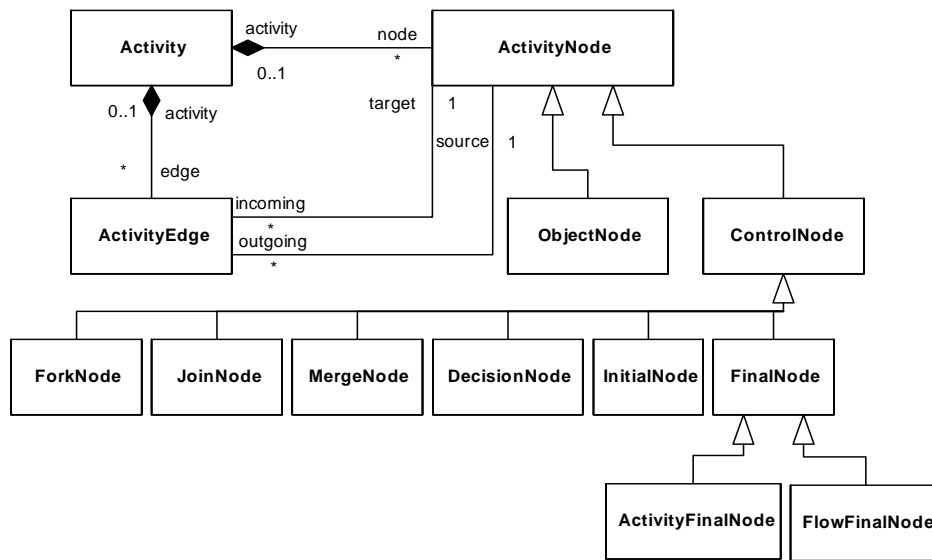 Activity
activity
node
ActivityNode
0..1
*
0..1
activity
target
1
source
1
*
edge
ActivityEdge
incoming
*
outgoing
*
ObjectNode
ControlNode
ForkNode
JoinNode
MergeNode
DecisionNode
InitialNode
FinalNode
ActivityFinalNode
FlowFinalNode